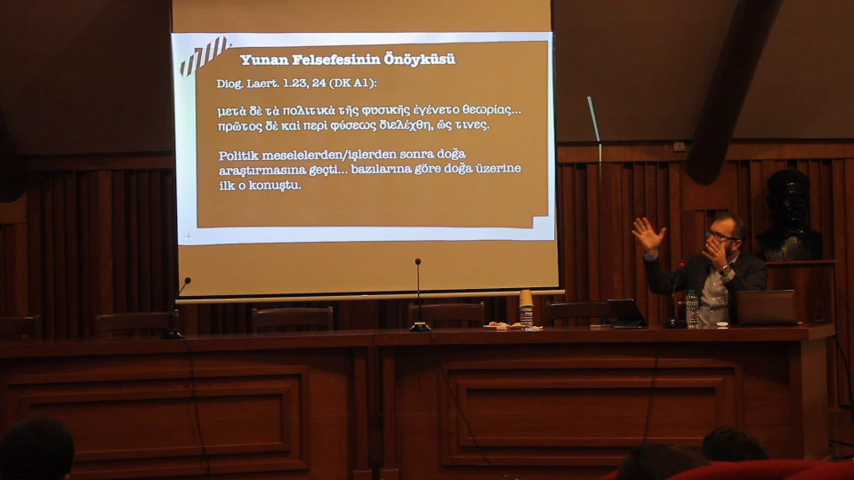 Yunan Felsefesinin Önöyküsü
Diog. Laert. 1.23, 24 (DK A1):
μετὰ δὲ τὰ πολιτικὰ τῆς φυσικῆς ἐγένετο θεωρίας...
πρῶτος δὲ καὶ περὶ φύσεως διελέχθη, ὥς τινες.
Politik meselelerden/işlerden sonra doğa
araştırmasına geçti... bazılarına göre doğa üzerine
ilk o konuştu.